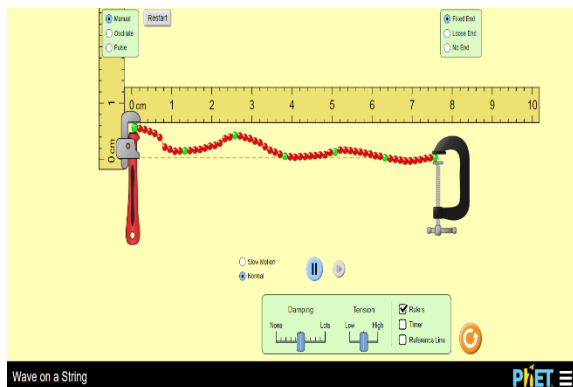 Manual
Restart
Oscillate
Pulse
Fixed End
Loose End
No End
1
0 cm
0 cm 1 2 3 4 5 6 7 8 9 10
Slow Motion
Normal
Damping
None Lots
Tension
Low High
Rulers
Timer
Reference Line
Wave on a String
PhET